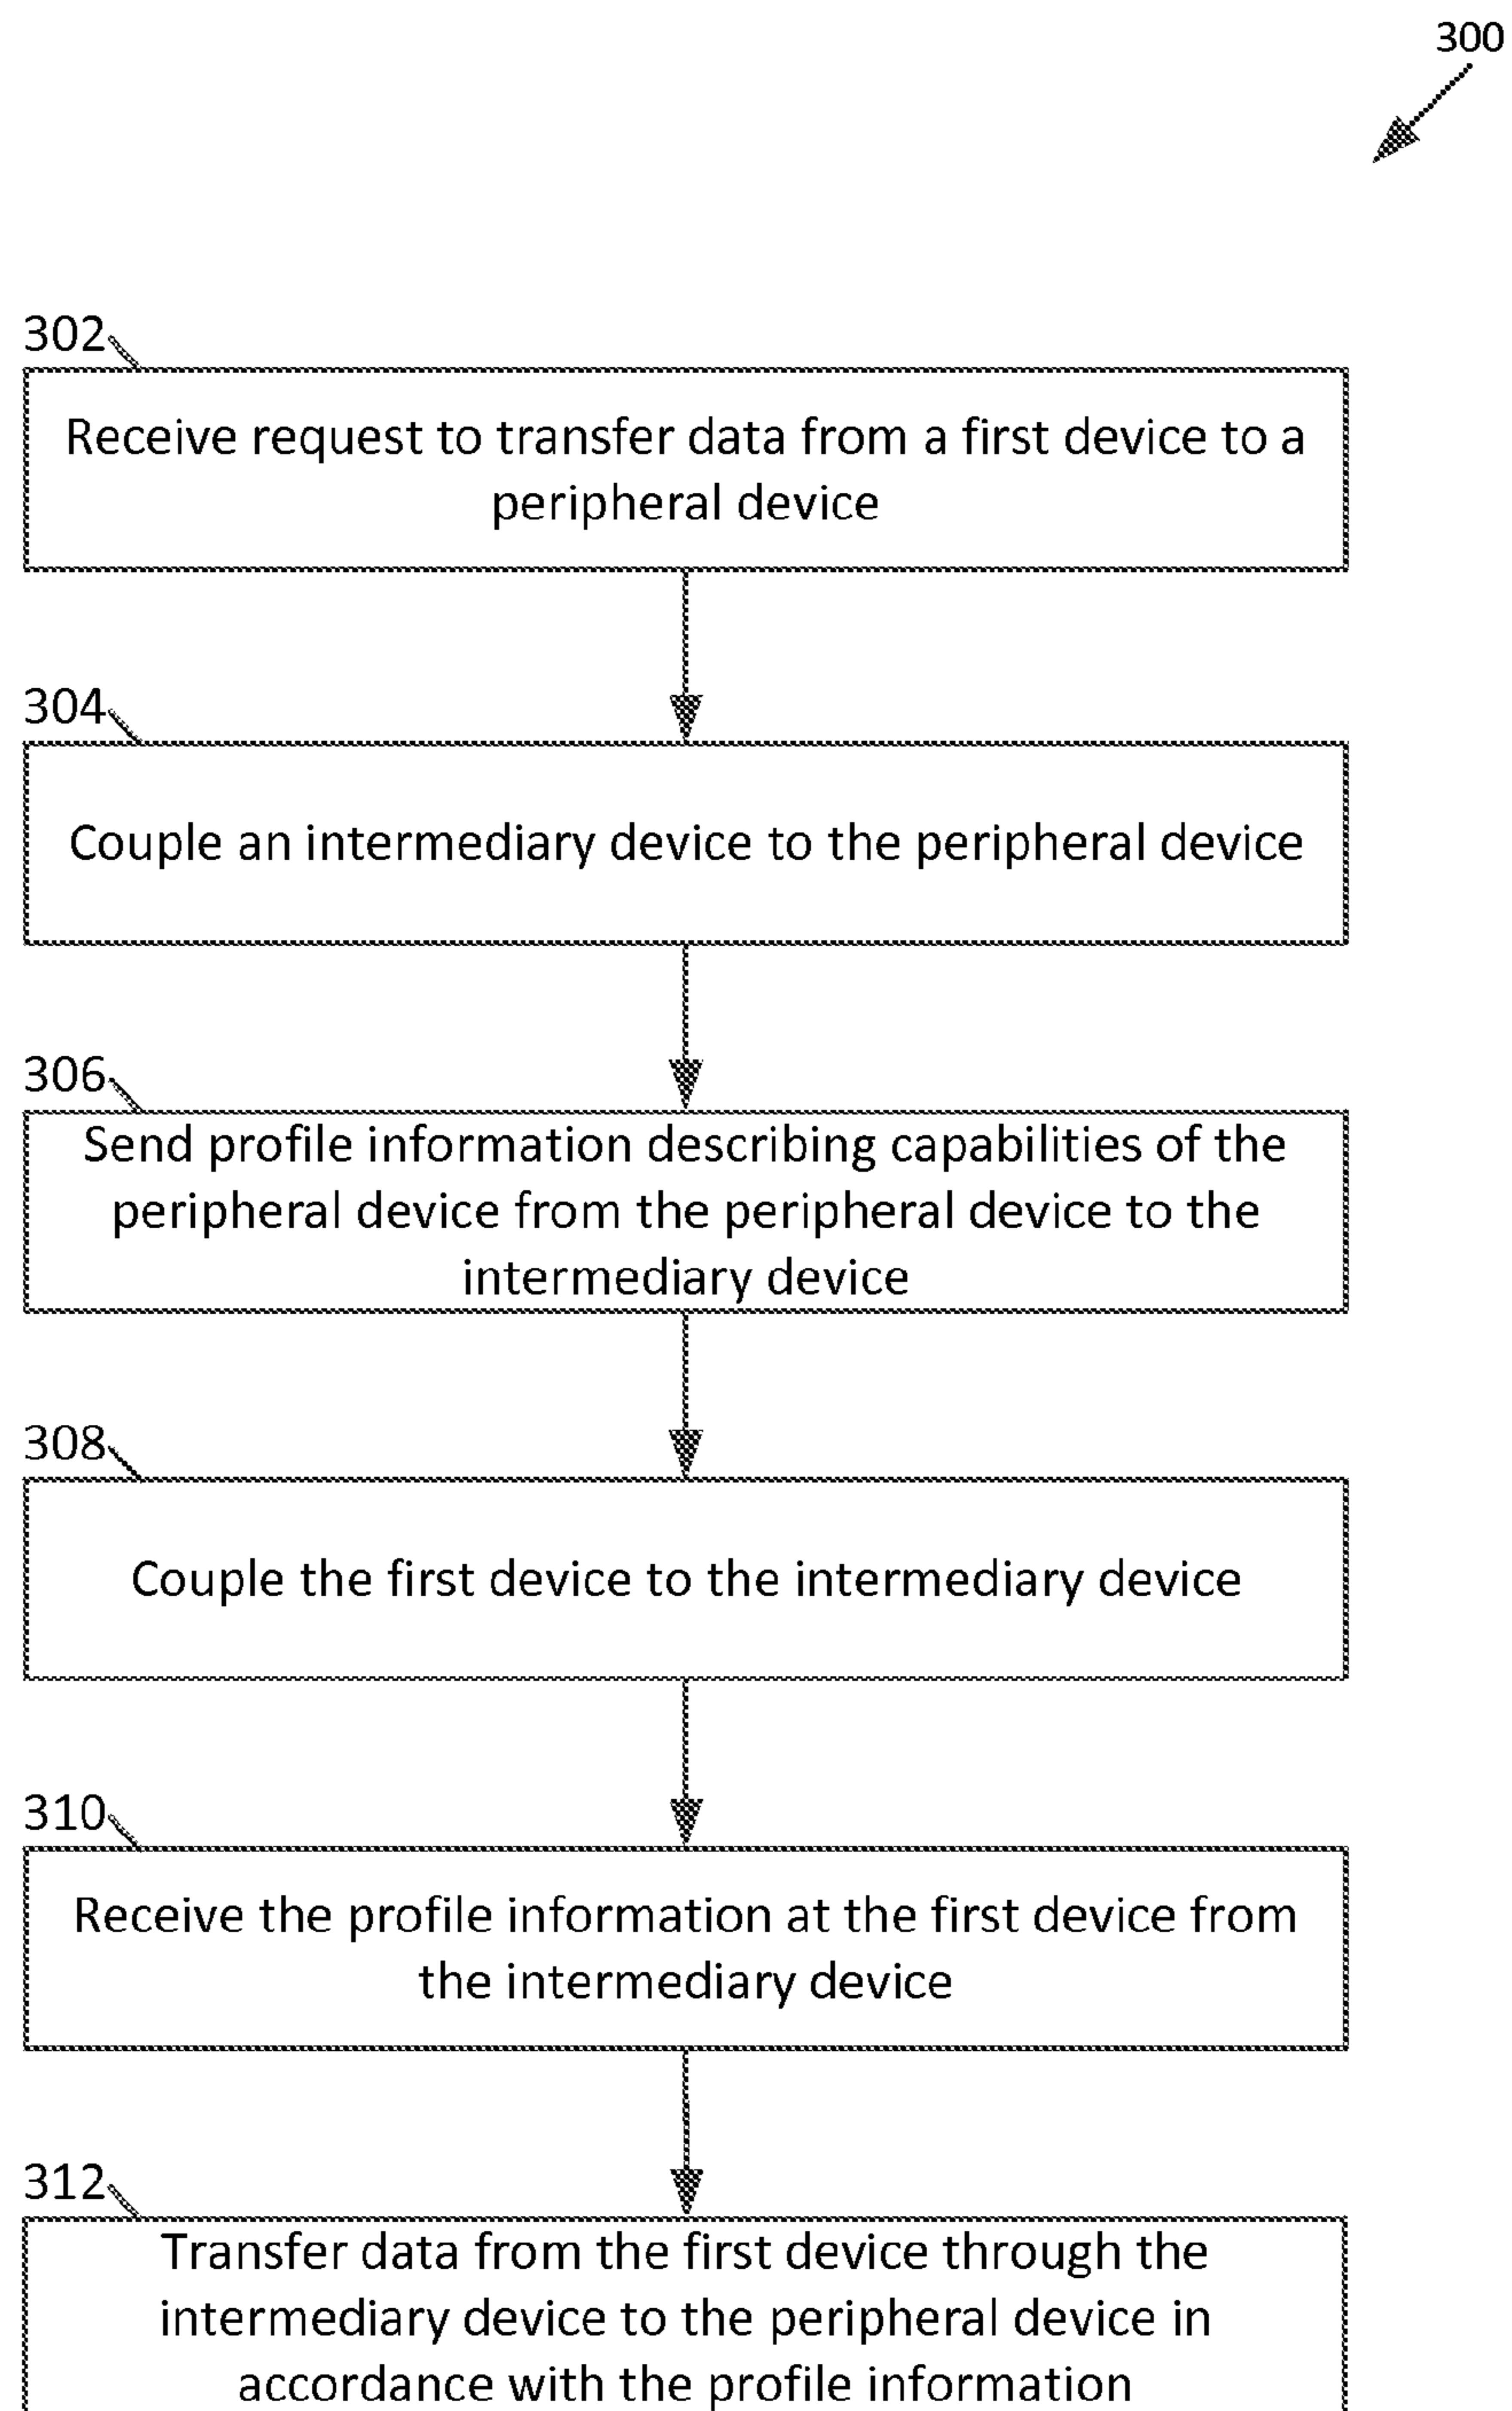 300
302
Receive request to transfer data from a first device to a
peripheral device
304
Couple an intermediary device to the peripheral device
306
Send profile information describing capabilities of the
peripheral device from the peripheral device to the
intermediary device
308
Couple the first device to the intermediary device
310
Receive the profile information at the first device from
the intermediary device
312
Transfer data from the first device through the
intermediary device to the peripheral device in
accordance with the profile information